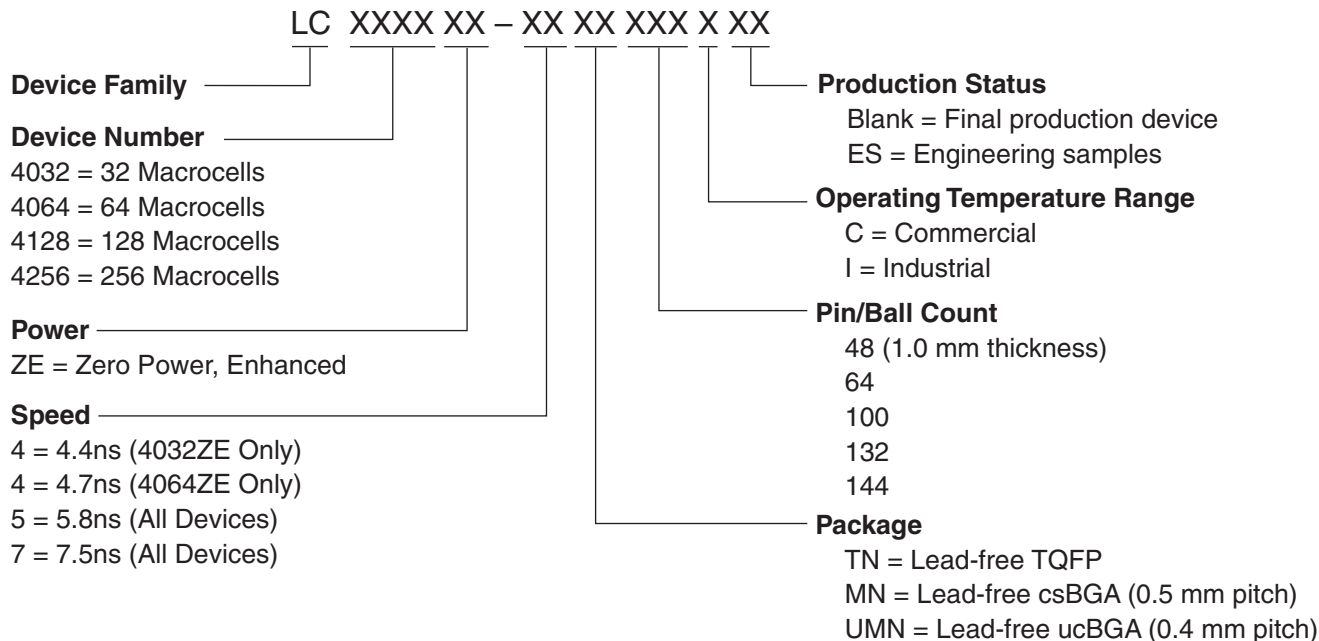 LC XXXX XX – XX XX XXX X XX
Device Family
Device Number
4032 = 32 Macrocells
4064 = 64 Macrocells
4128 = 128 Macrocells
4256 = 256 Macrocells
Power
ZE = Zero Power, Enhanced
Speed
4 = 4.4ns (4032ZE Only)
4 = 4.7ns (4064ZE Only)
5 = 5.8ns (All Devices)
7 = 7.5ns (All Devices)
Production Status
Blank = Final production device
ES = Engineering samples
Operating Temperature Range
C = Commercial
I = Industrial
Pin/Ball Count
48 (1.0 mm thickness)
64
100
132
144
Package
TN = Lead-free TQFP
MN = Lead-free csBGA (0.5 mm pitch)
UMN = Lead-free ucBGA (0.4 mm pitch)